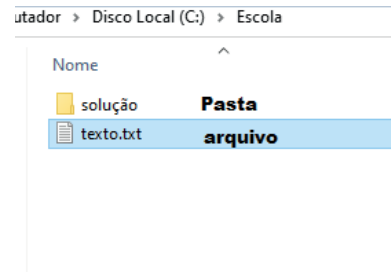 utador > Disco Local (C:) > Escola
Nome
solução Pasta
texto.txt arquivo